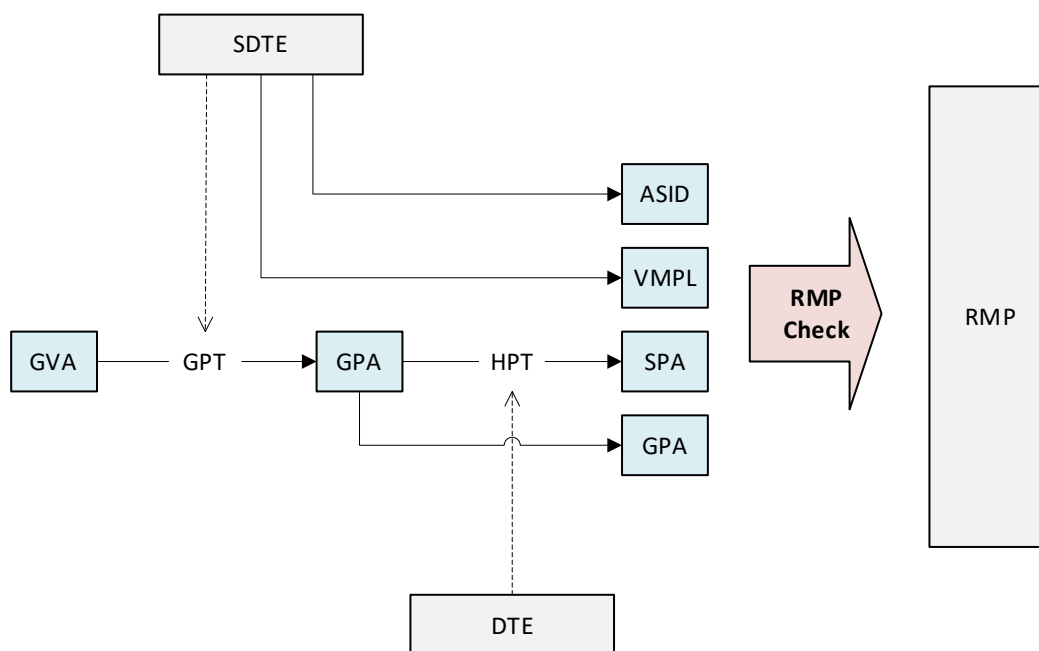 SDTE
ASID
VMPL
RMP
Check
RMP
GVA
GPT
GPA
HPT
SPA
GPA
DTE